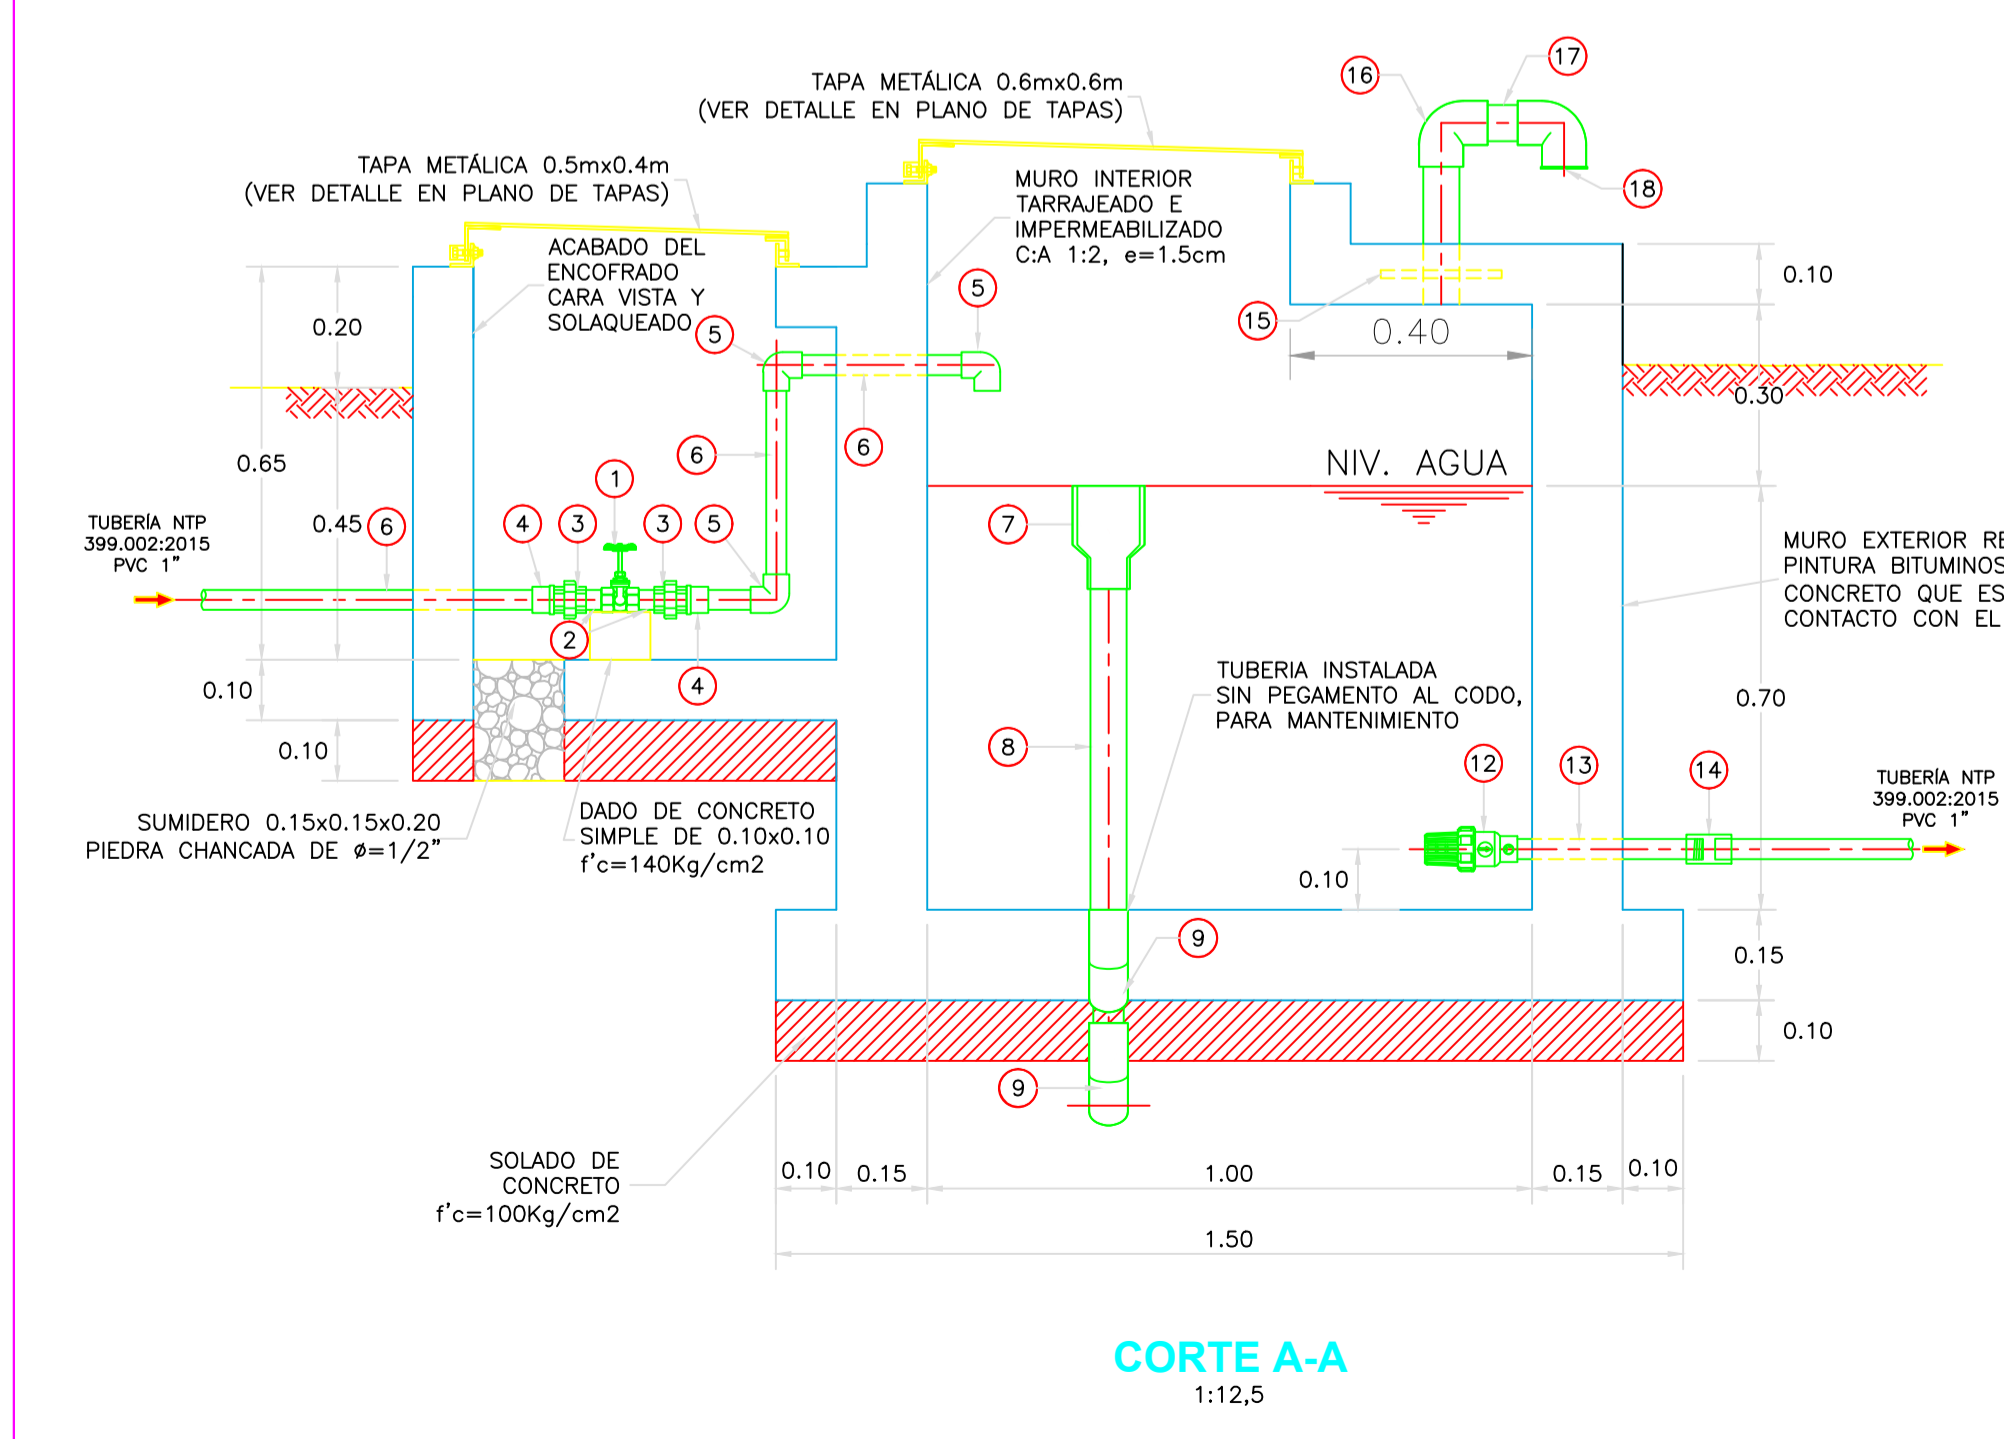 TAPA METÁLICA 0.6mx0.6m
(VER DETALLE EN PLANO DE TAPAS)
16
17
18
TAPA METÁLICA 0.5mx0.4m
(VER DETALLE EN PLANO DE TAPAS)
MURO INTERIOR
TARRAJEADO E
IMPERMEABILIZADO
C:A 1:2, e=1.5cm
ACABADO DEL
ENCOFRADO
CARA VISTA Y
SOLAQUEADO
5
5
15
0.40
0.10
0.30
0.20
0.65
0.45
6
6
NIV. AGUA
TUBERÍA NTP
399.002:2015
PVC 1"
6
4
3
1
3
5
7
2
4
MURO EXTERIOR RE
PINTURA BITUMINOS
CONCRETO QUE ES
CONTACTO CON EL
0.10
0.10
TUBERIA INSTALADA
SIN PEGAMENTO AL CODO,
PARA MANTENIMIENTO
0.70
8
12
13
14
TUBERÍA NTP
399.002:2015
PVC 1"
SUMIDERO 0.15x0.15x0.20
PIEDRA CHANCADA DE ø=1/2"
DADO DE CONCRETO
SIMPLE DE 0.10x0.10
f'c=140Kg/cm2
0.10
9
0.15
0.10
9
SOLADO DE
CONCRETO
f'c=100Kg/cm2
0.10
0.15
1.00
0.15
0.10
1.50
CORTE A-A
1:12,5